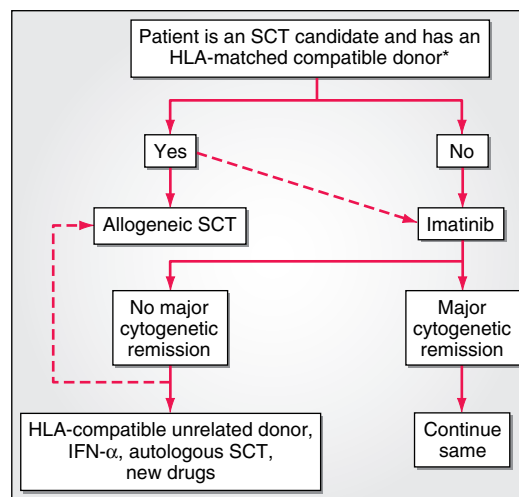 Patient is an SCT candidate and has an
HLA-matched compatible donor*
Yes
No
Allogeneic SCT
Imatinib
No major
cytogenetic
remission
Major
cytogenetic
remission
HLA-compatible unrelated donor,
IFN-α, autologous SCT,
new drugs
Continue
same